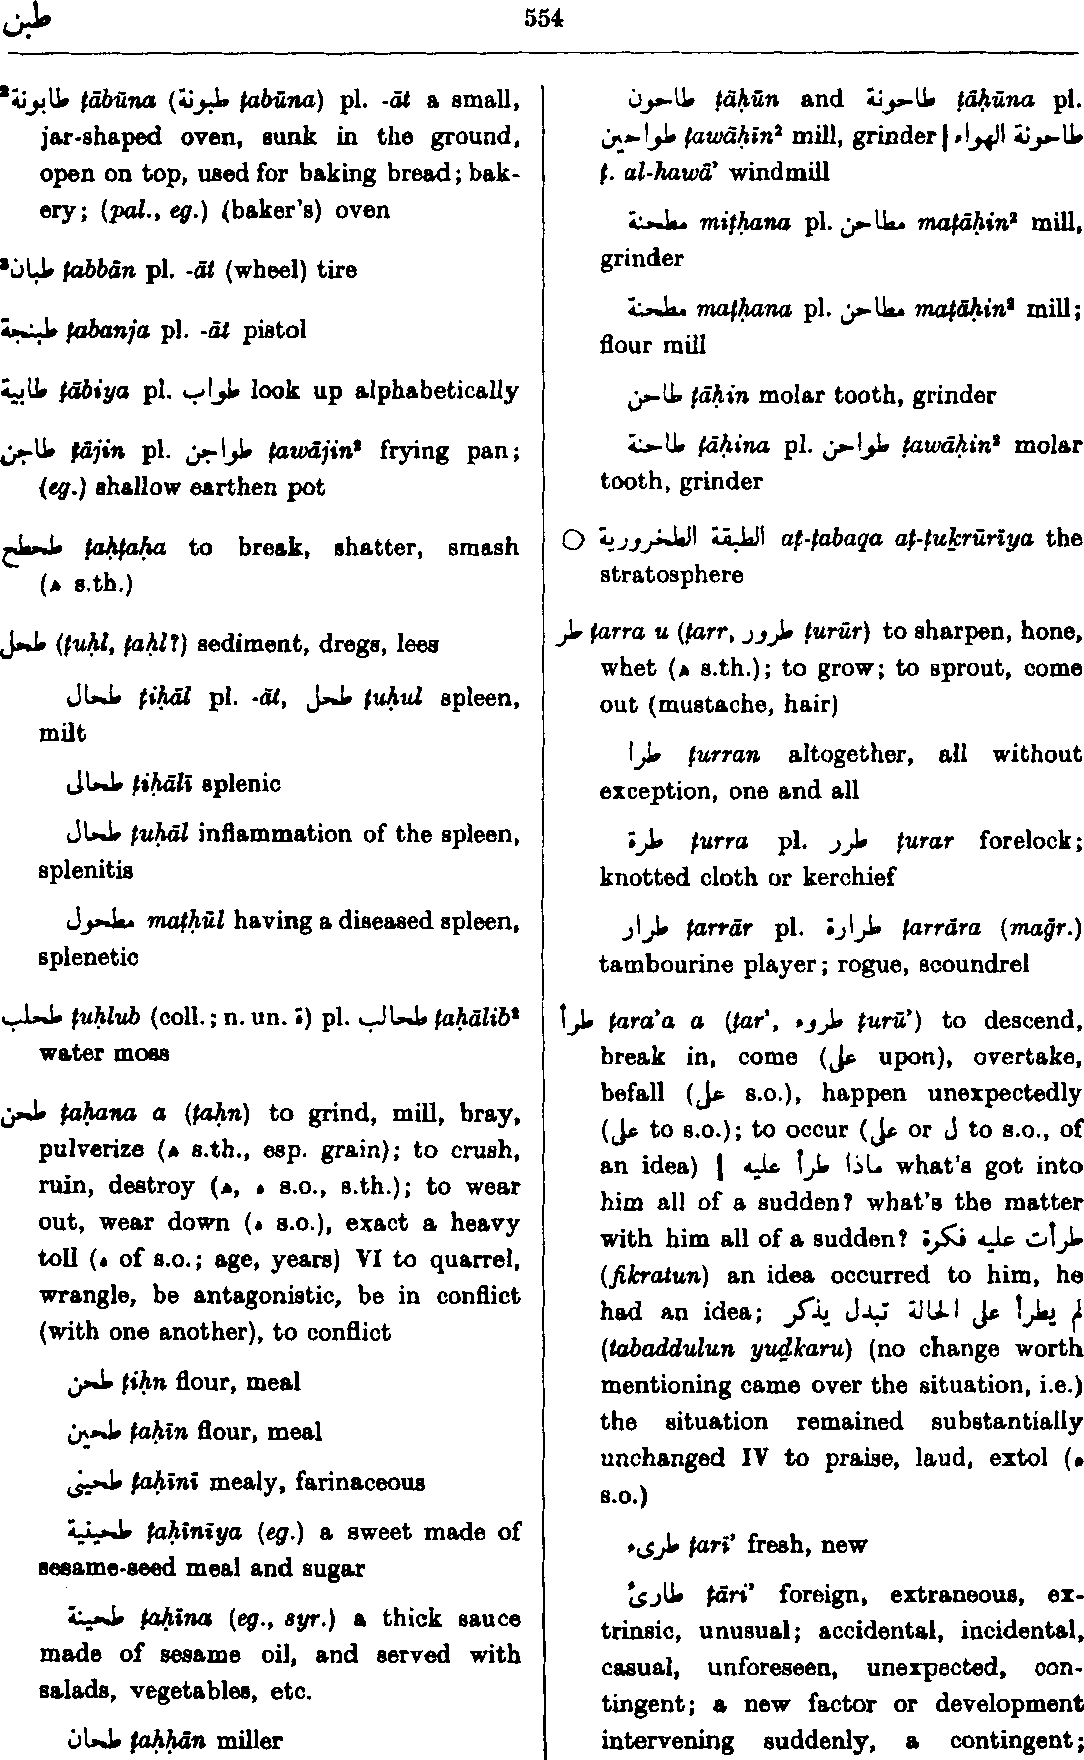 طبن
554
²طابونة ṭābūna (طبونة ṭabūna) pl. -āt a small,
jar-shaped oven, sunk in the ground,
open on top, used for baking bread; bak-
ery; (pal., eg.) (baker's) oven
³طبان ṭabbān pl. -āt (wheel) tire
طبنجة ṭabanja pl. -āt pistol
طابية ṭābiya pl. طواب look up alphabetically
طاجن ṭājin pl. طواجن ṭawājin² frying pan;
(eg.) shallow earthen pot
طحطح ṭaḥṭaḥa to break, shatter, smash
(ه s.th.)
طحل (ṭuḥl, ṭaḥl?) sediment, dregs, lees
طحال ṭiḥāl pl. -āt, طحل ṭuḥul spleen,
milt
طحالى ṭiḥālī splenic
طحال ṭuḥāl inflammation of the spleen,
splenitis
مطحول maṭḥūl having a diseased spleen,
splenetic
طحلب ṭuḥlub (coll.; n. un. ة) pl. طحالب ṭaḥālib²
water moss
طحن ṭaḥana a (ṭaḥn) to grind, mill, bray,
pulverize (ه s.th., esp. grain); to crush,
ruin, destroy (ه, ه s.o., s.th.); to wear
out, wear down (ه s.o.), exact a heavy
toll (ه of s.o.; age, years) VI to quarrel,
wrangle, be antagonistic, be in conflict
(with one another), to conflict
طحن ṭiḥn flour, meal
طحين ṭaḥīn flour, meal
طحينى ṭaḥīnī mealy, farinaceous
طحينية ṭaḥīnīya (eg.) a sweet made of
sesame-seed meal and sugar
طحينة ṭaḥīna (eg., syr.) a thick sauce
made of sesame oil, and served with
salads, vegetables, etc.
طحان ṭaḥḥān miller
طاحون ṭāḥūn and طاحونة ṭāḥūna pl.
طواحين ṭawāḥīn² mill, grinder | طاحونة الهواء
ṭ. al-hawā' windmill
مطحنة miṭḥana pl. مطاحن maṭāḥin² mill,
grinder
مطحنة maṭḥana pl. مطاحن maṭāḥin² mill;
flour mill
طاحن ṭāḥin molar tooth, grinder
طاحنة ṭāḥina pl. طواحن ṭawāḥin² molar
tooth, grinder
○ الطبقة الطخرورية aṭ-ṭabaqa aṭ-ṭuḵrūrīya the
stratosphere
طر ṭarra u (ṭarr, طرور ṭurūr) to sharpen, hone,
whet (ه s.th.); to grow; to sprout, come
out (mustache, hair)
طرا ṭurran altogether, all without
exception, one and all
طرة ṭurra pl. طرر ṭurar forelock;
knotted cloth or kerchief
طرار ṭarrār pl. طرارة ṭarrāra (maḡr.)
tambourine player; rogue, scoundrel
طرأ ṭara'a a (ṭar', طروء ṭurū') to descend,
break in, come (على upon), overtake,
befall (على s.o.), happen unexpectedly
(على to s.o.); to occur (على or ل to s.o., of
an idea) | ماذا طرأ عليه what's got into
him all of a sudden? what's the matter
with him all of a sudden? طرأت عليه فكرة
(fikratun) an idea occurred to him, he
had an idea; لم يطرأ على الحالة تبدل يذكر
(tabaddulun yuḏkaru) (no change worth
mentioning came over the situation, i.e.)
the situation remained substantially
unchanged IV to praise, laud, extol (ه
s.o.)
طرىء ṭarī' fresh, new
طارئ ṭāri' foreign, extraneous, ex-
trinsic, unusual; accidental, incidental,
casual, unforeseen, unexpected, con-
tingent; a new factor or development
intervening suddenly, a contingent;